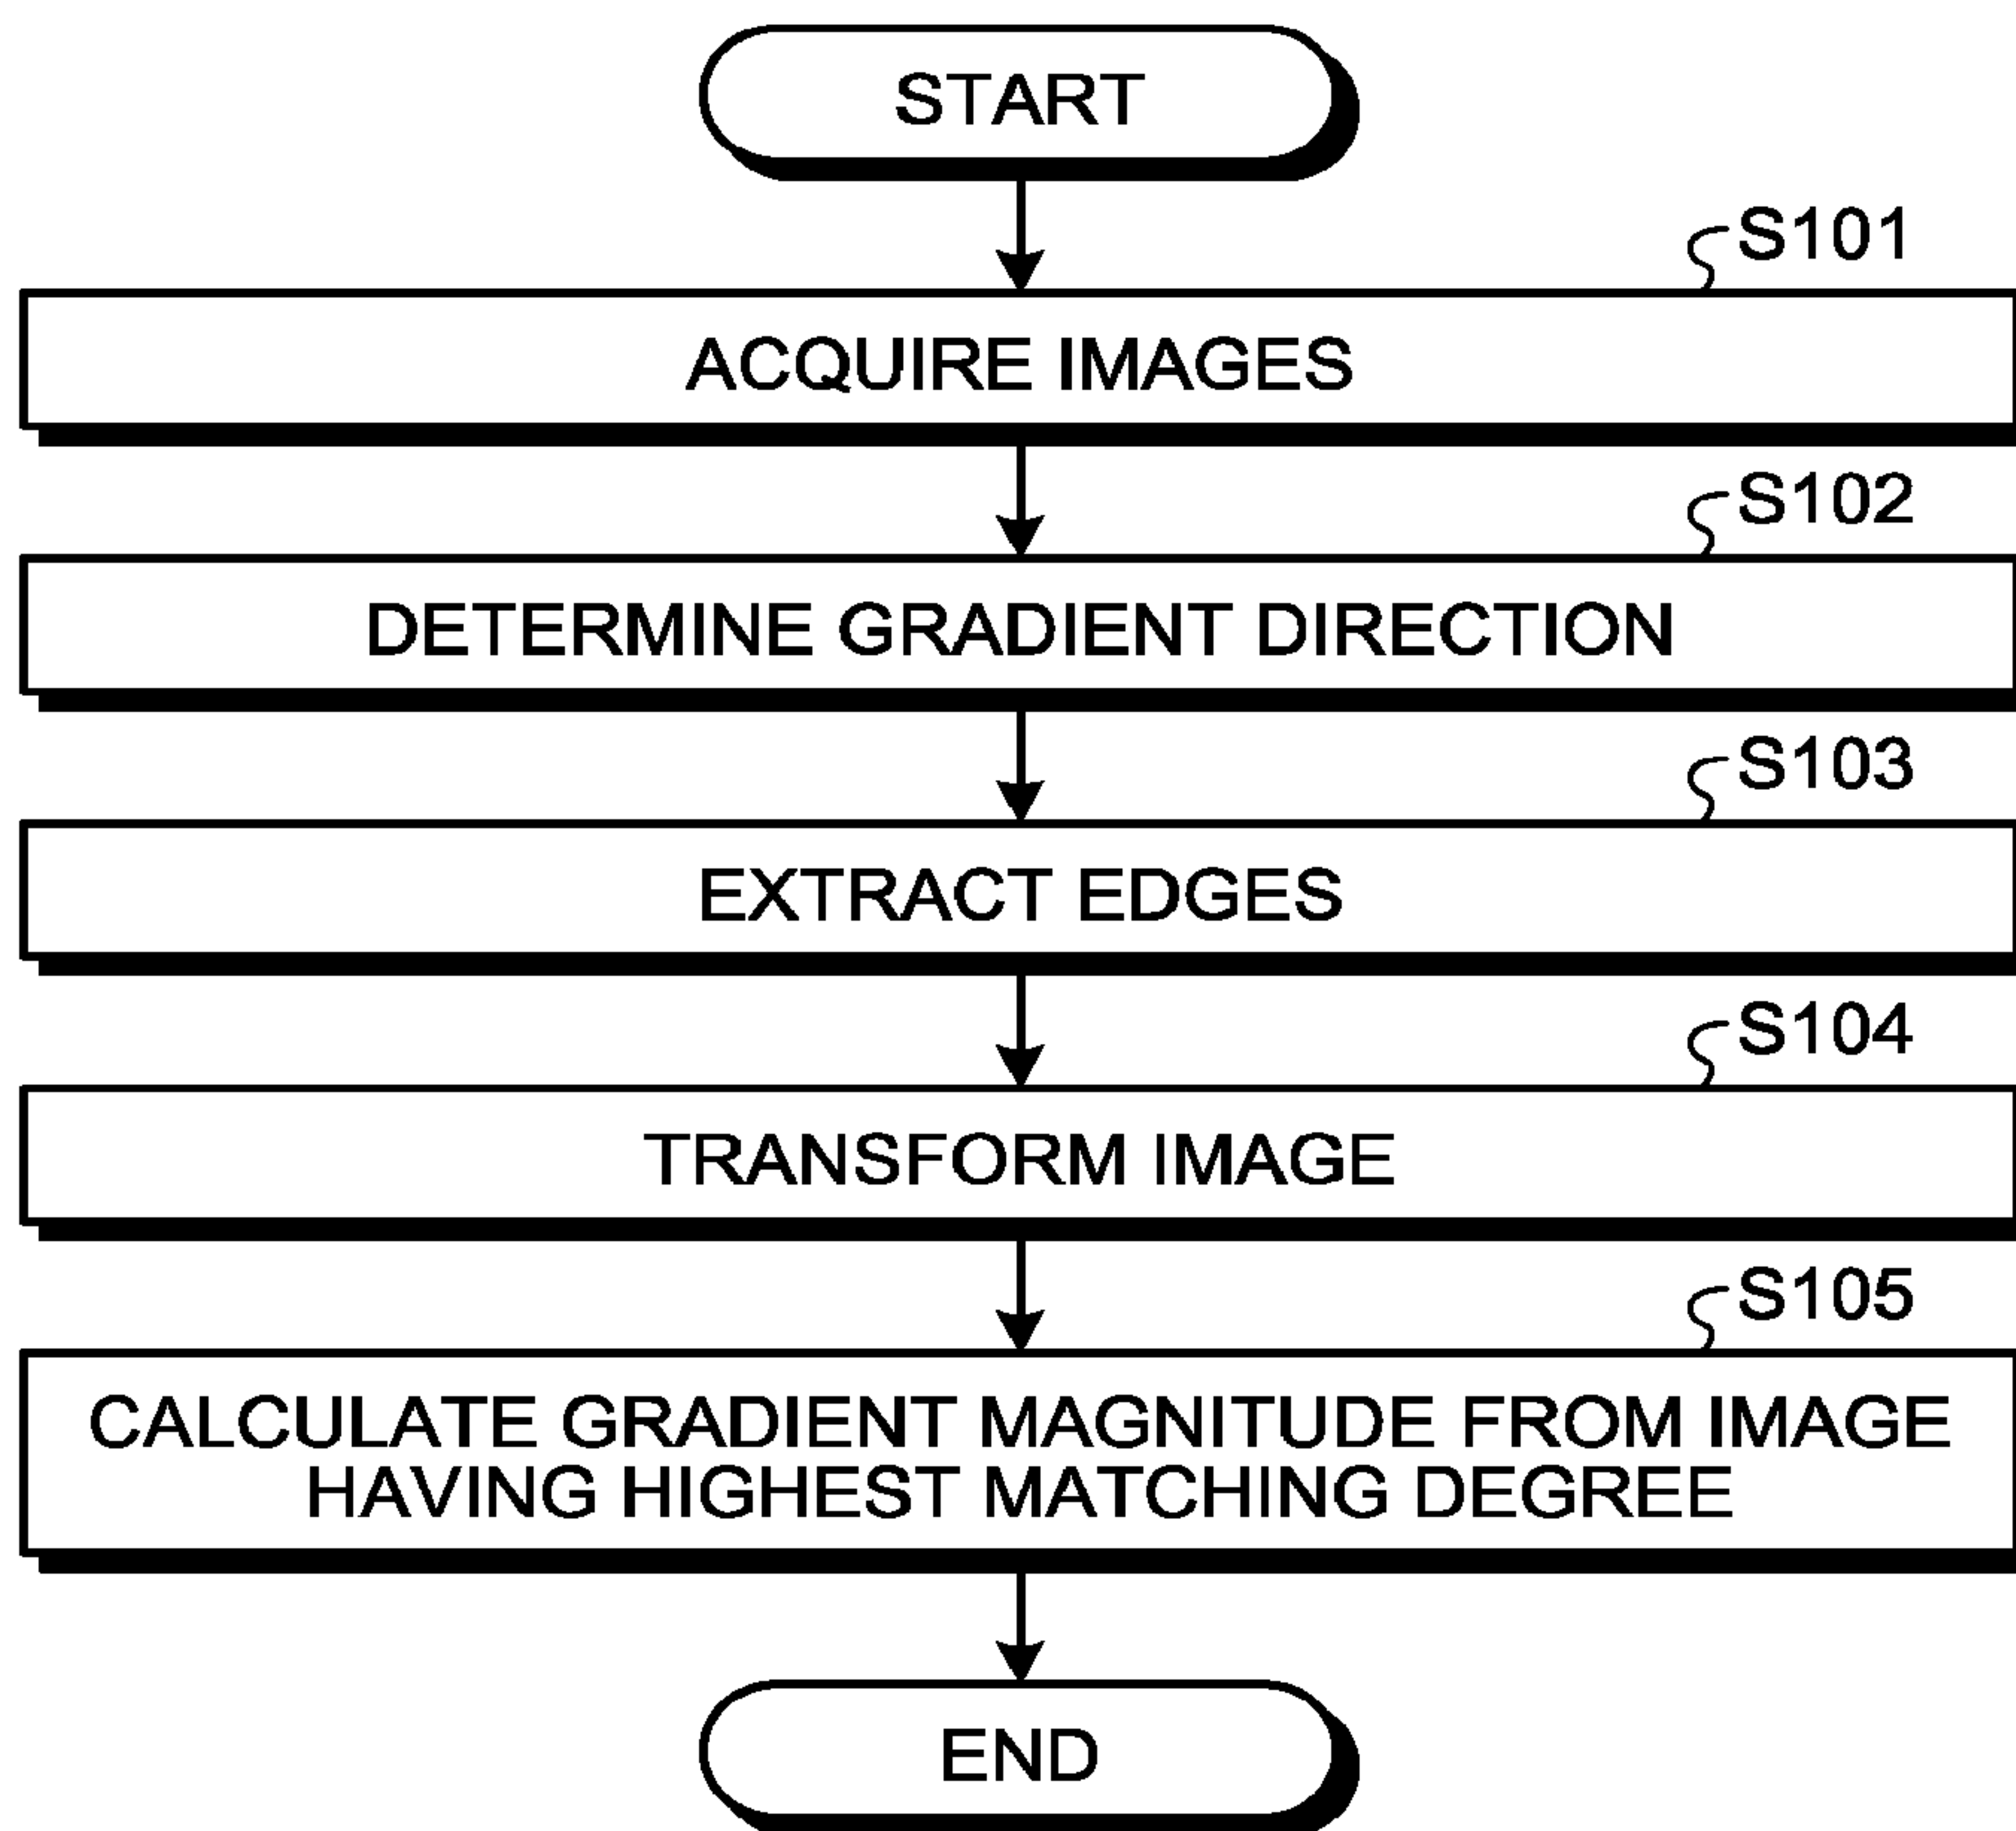 START
S101
ACQUIRE IMAGES
S102
DETERMINE GRADIENT DIRECTION
S103
EXTRACT EDGES
S104
TRANSFORM IMAGE
S105
CALCULATE GRADIENT MAGNITUDE FROM IMAGE
HAVING HIGHEST MATCHING DEGREE
END